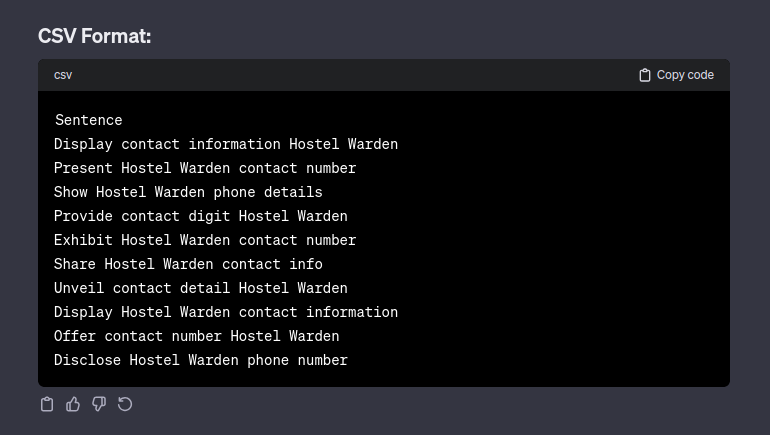 CSV Format:
csv
Copy code
Sentence
Display contact information Hostel Warden
Present Hostel Warden contact number
Show Hostel Warden phone details
Provide contact digit Hostel Warden
Exhibit Hostel Warden contact number
Share Hostel Warden contact info
Unveil contact detail Hostel Warden
Display Hostel Warden contact information
Offer contact number Hostel Warden
Disclose Hostel Warden phone number